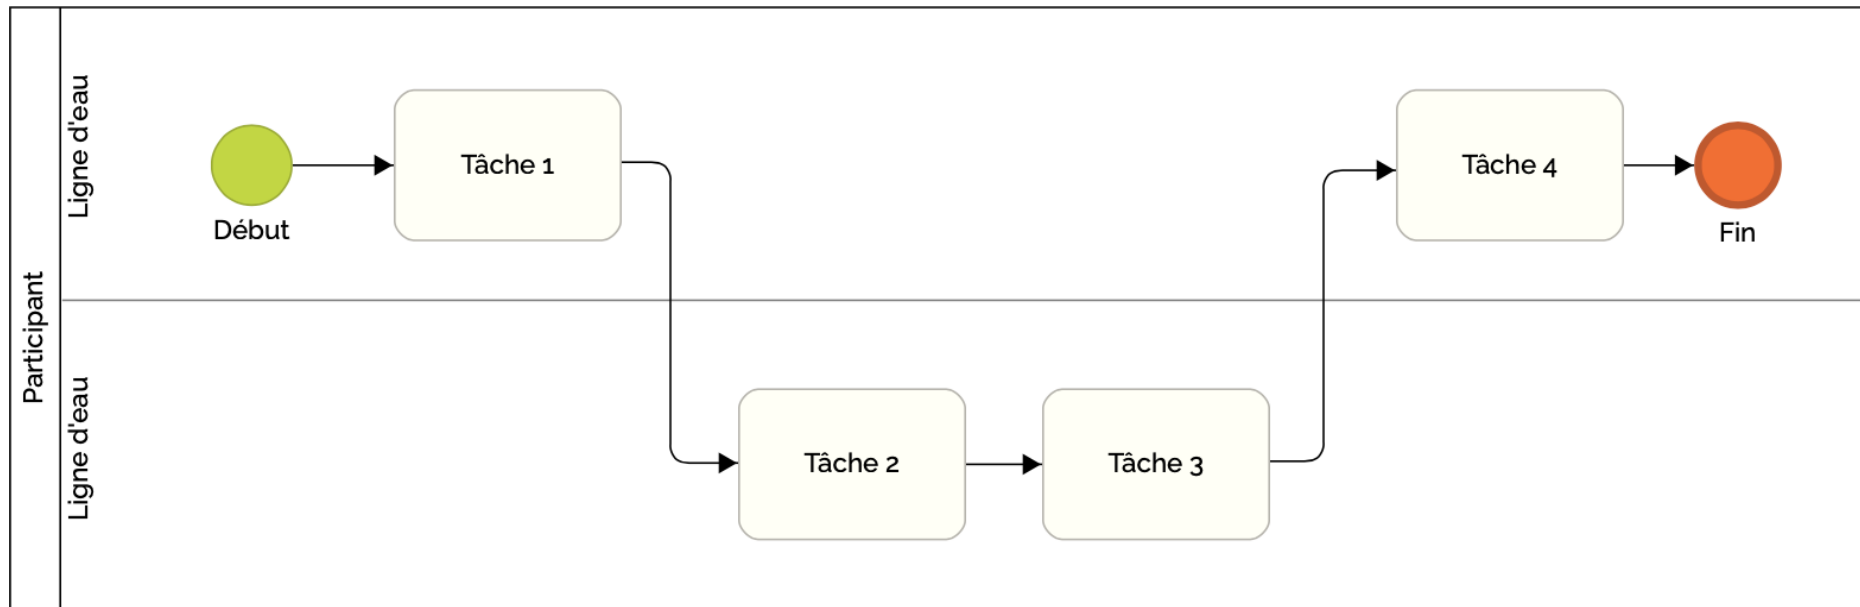 Participant
Ligne d'eau
Début
Tâche 1
Tâche 4
Fin
Ligne d'eau
Tâche 2
Tâche 3